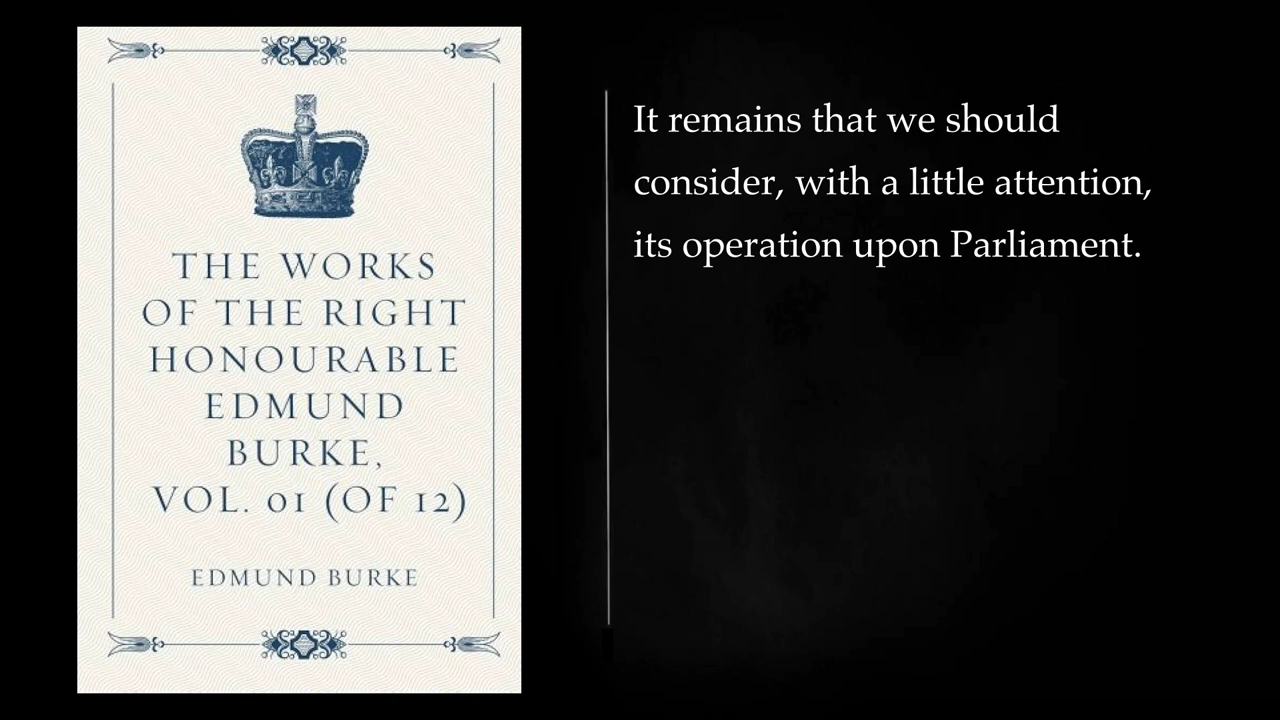 THE WORKS
OF THE RIGHT
HONOURABLE
EDMUND
BURKE,
VOL. 01 (OF 12)
EDMUND BURKE
It remains that we should
consider, with a little attention,
its operation upon Parliament.